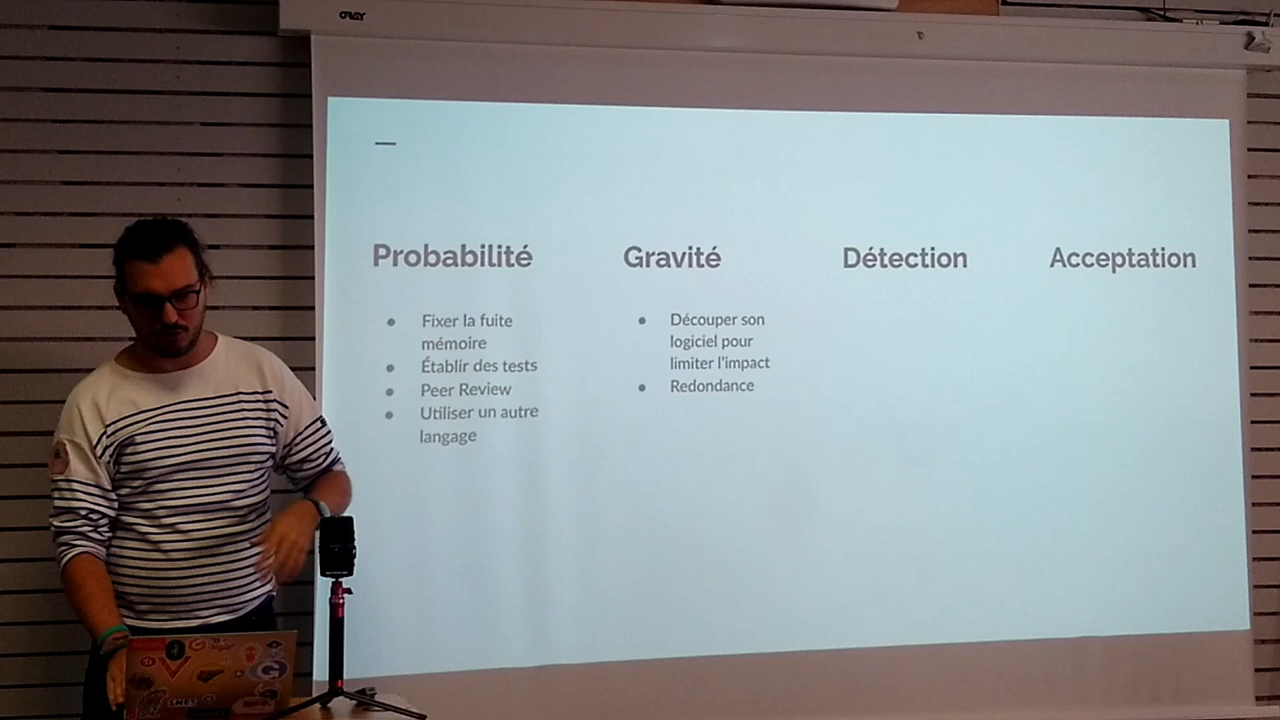 ORAY
Probabilité
Gravité
Détection
Acceptation
Fixer la fuite
mémoire
Établir des tests
Peer Review
Utiliser un autre
langage
Découper son
logiciel pour
limiter l'impact
Redondance